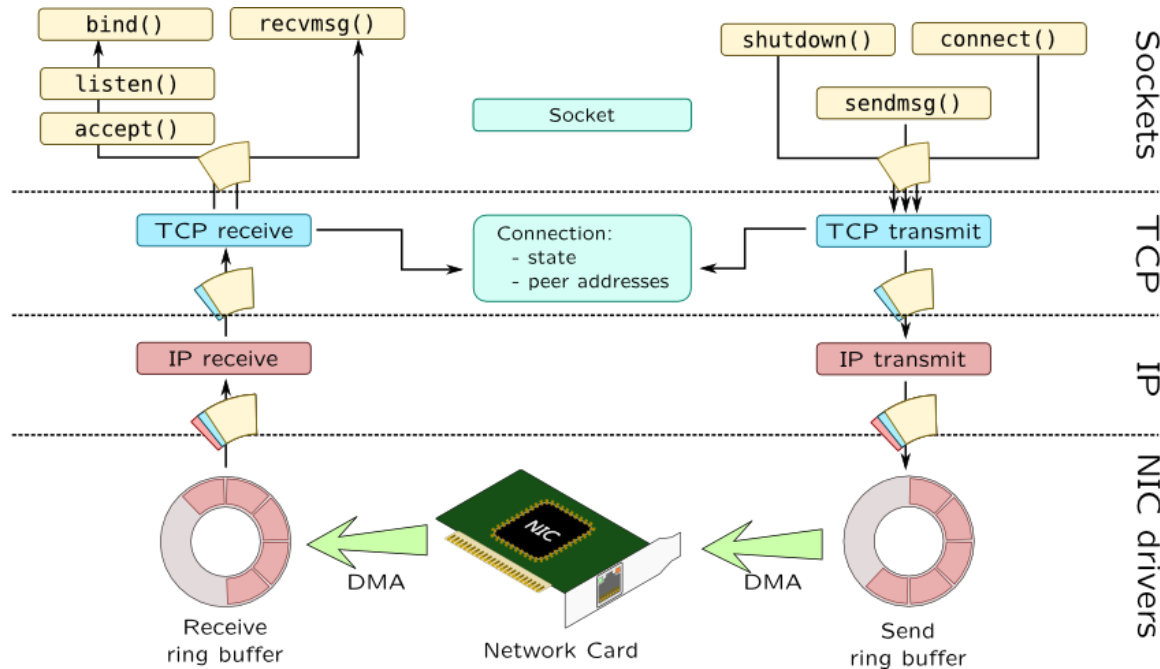 bind()
recvmsg()
listen()
accept()
Socket
shutdown()
connect()
sendmsg()
Sockets
TCP receive
Connection:
- state
- peer addresses
TCP transmit
TCP
IP receive
IP transmit
IP
NIC
DMA
DMA
Receive
ring buffer
Network Card
Send
ring buffer
NIC drivers